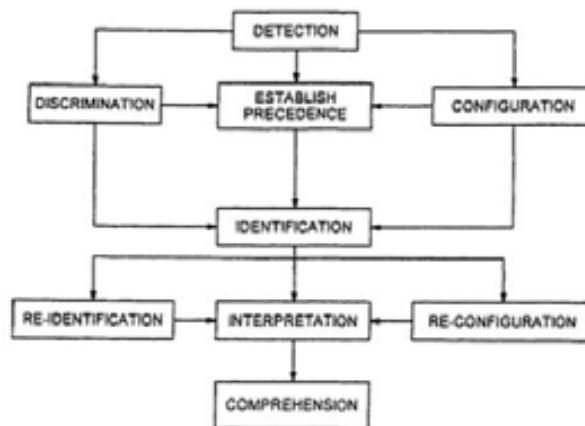 DETECTION
DISCRIMINATION
ESTABLISH
PRECEDENCE
CONFIGURATION
IDENTIFICATION
RE-IDENTIFICATION
INTERPRETATION
RE-CONFIGURATION
COMPREHENSION